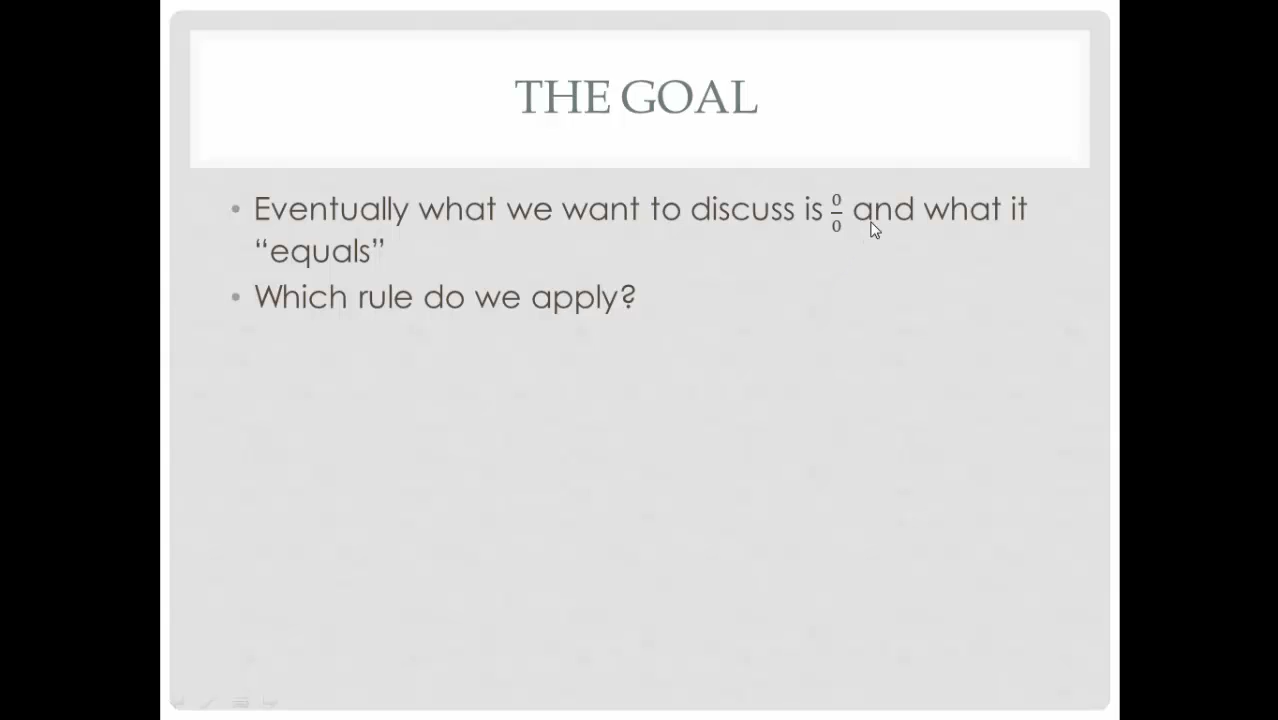 THE GOAL
• Eventually what we want to discuss is 0/0 and what it
“equals”
• Which rule do we apply?